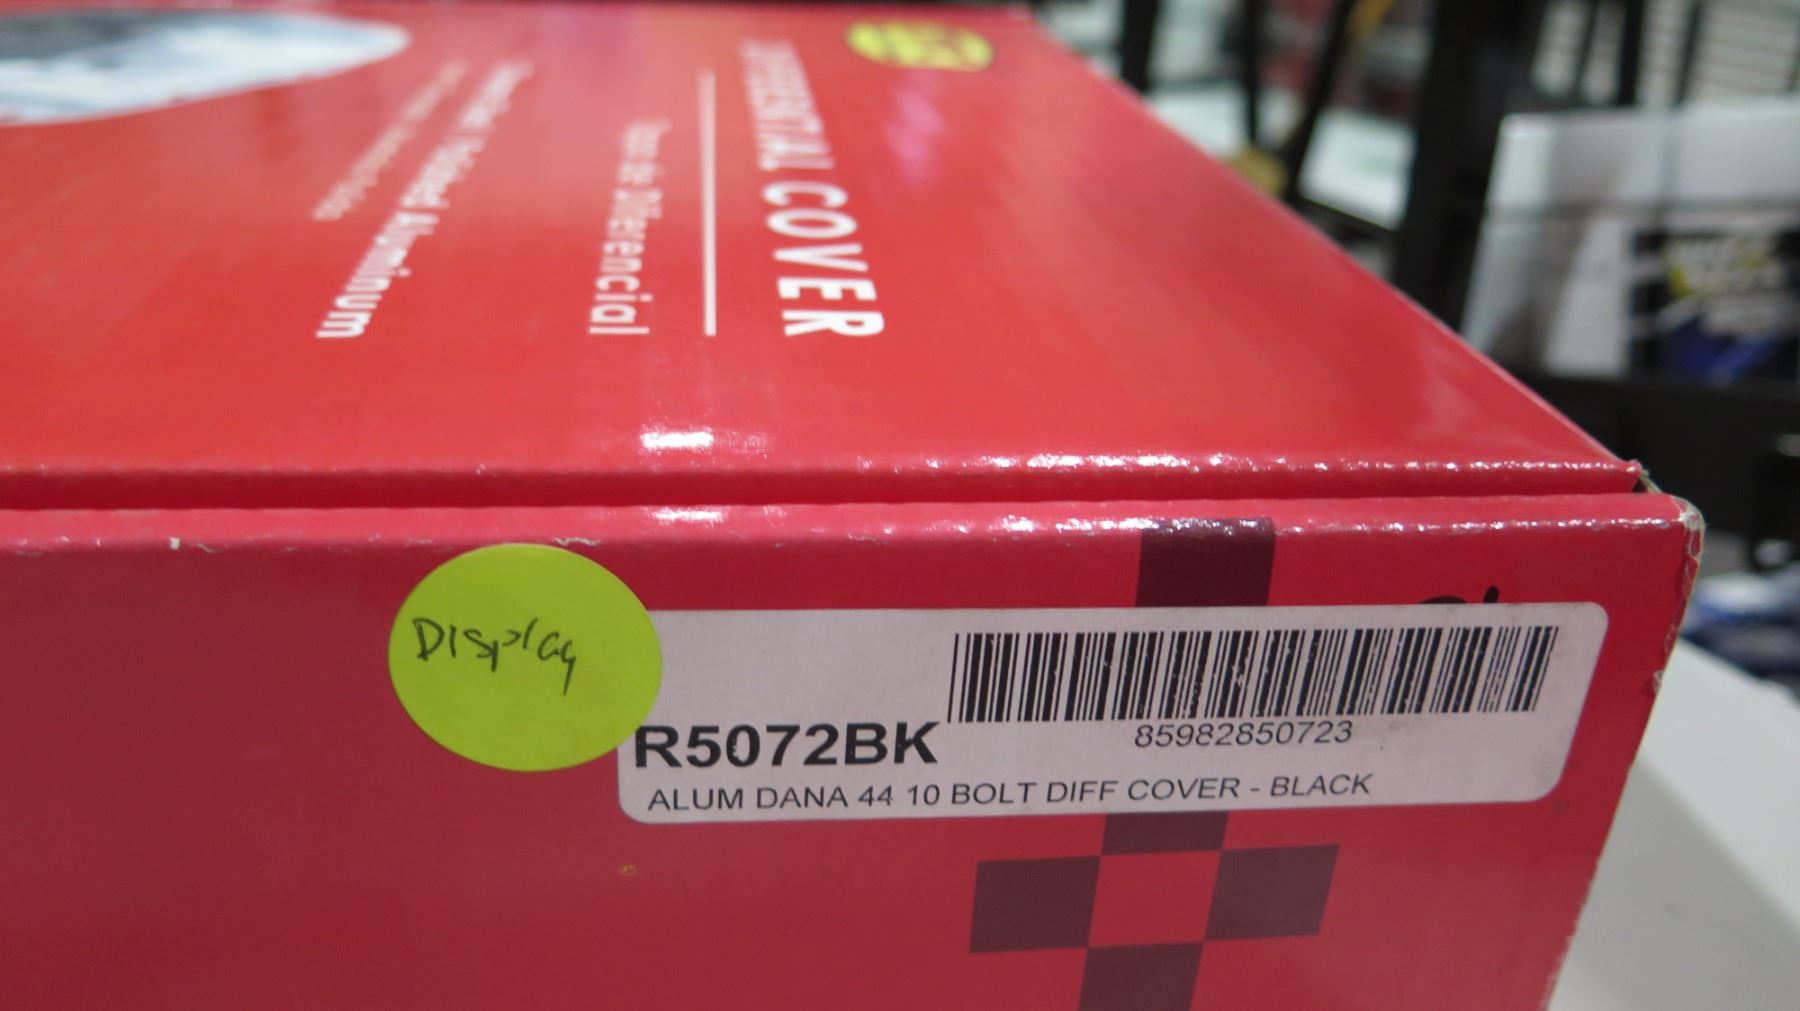 DIFFERENTIAL COVER
Tapa de Diferencial
Aluminum
Display
R5072BK
85982850723
ALUM DANA 44 10 BOLT DIFF COVER - BLACK